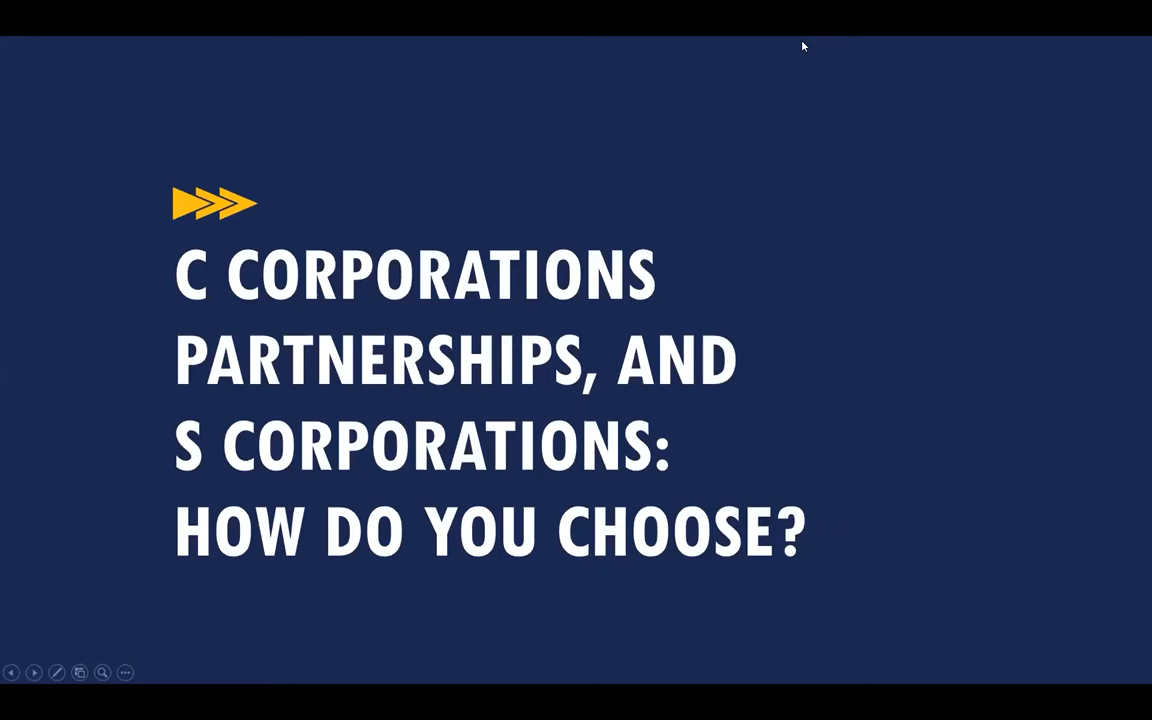 C CORPORATIONS
PARTNERSHIPS, AND
S CORPORATIONS:
HOW DO YOU CHOOSE?